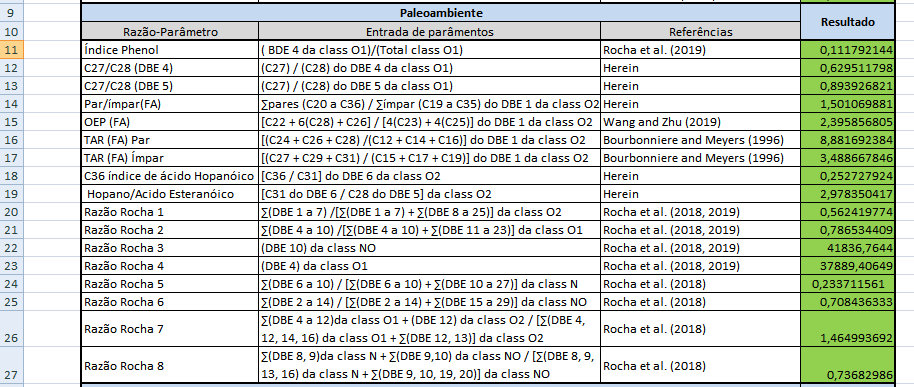 9 Paleoambiente Resultado
10 Razão-Parâmetro Entrada de parâmentos Referências
11 Índice Phenol ( BDE 4 da class O1)/(Total class O1) Rocha et al. (2019) 0,111792144
12 C27/C28 (DBE 4) (C27) / (C28) do DBE 4 da class O1) Herein 0,629511798
13 C27/C28 (DBE 5) (C27) / (C28) do DBE 5 da class O1) Herein 0,893926821
14 Par/ímpar(FA) ∑pares (C20 a C36) / ∑ímpar (C19 a C35) do DBE 1 da class O2 Herein 1,501069881
15 OEP (FA) [C22 + 6(C28) + C26] / [4(C23) + 4(C25)] do DBE 1 da class O2 Wang and Zhu (2019) 2,395856805
16 TAR (FA) Par [(C24 + C26 + C28) /(C12 + C14 + C16)] do DBE 1 da class O2 Bourbonniere and Meyers (1996) 8,881692384
17 TAR (FA) Ímpar [(C27 + C29 + C31) / (C15 + C17 + C19)] do DBE 1 da class O2 Bourbonniere and Meyers (1996) 3,488667846
18 C36 índice de ácido Hopanóico [C36 / C31] do DBE 6 da class O2 Herein 0,252727924
19 Hopano/Acido Esteranóico [C31 do DBE 6 / C28 do DBE 5] da class O2 Herein 2,978350417
20 Razão Rocha 1 ∑(DBE 1 a 7) /[∑(DBE 1 a 7) + ∑(DBE 8 a 25)] da class O2 Rocha et al. (2018, 2019) 0,562419774
21 Razão Rocha 2 ∑(DBE 4 a 10) /[∑(DBE 4 a 10) + ∑(DBE 11 a 23)] da class O1 Rocha et al. (2018, 2019) 0,786534409
22 Razão Rocha 3 (DBE 10) da class NO Rocha et al. (2018, 2019) 41836,7644
23 Razão Rocha 4 (DBE 4) da class O1 Rocha et al. (2018, 2019) 37889,40649
24 Razão Rocha 5 ∑(DBE 6 a 10) / [∑(DBE 6 a 10) + ∑(DBE 10 a 27)] da class N Rocha et al. (2018) 0,233711561
25 Razão Rocha 6 ∑(DBE 2 a 14) / [∑(DBE 2 a 14) + ∑(DBE 15 a 29)] da class NO Rocha et al. (2018) 0,708436333
∑(DBE 4 a 12)da class O1 + (DBE 12) da class O2 / [∑(DBE 4,
26 Razão Rocha 7 12, 14, 16) da class O1 + ∑(DBE 12, 13)] da class O2 Rocha et al. (2018) 1,464993692
∑(DBE 8, 9)da class N + ∑(DBE 9,10) da class NO / [∑(DBE 8, 9,
27 Razão Rocha 8 13, 16) da class N + ∑(DBE 9, 10, 19, 20)] da class NO Rocha et al. (2018) 0,73682986